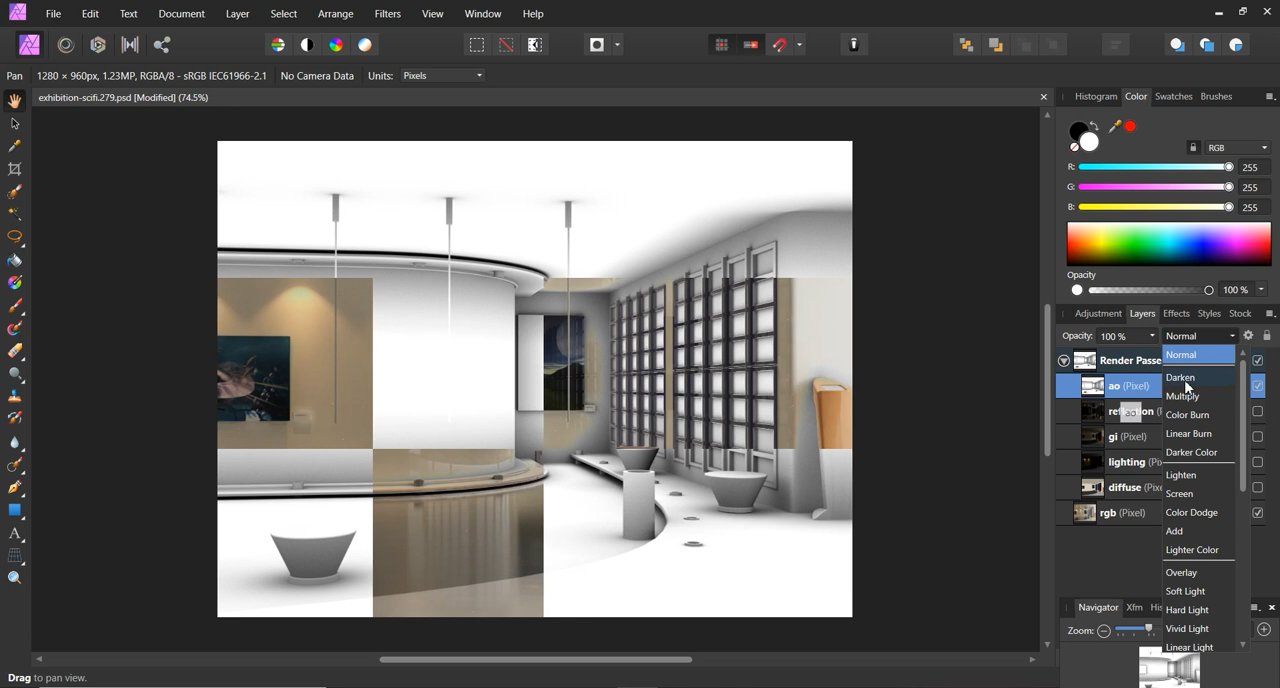 File Edit Text Document Layer Select Arrange Filters View Window Help
Pan 1280 × 960px, 1.23MP, RGBA/8 - sRGB IEC61966-2.1 No Camera Data Units: Pixels
exhibition-scifi.279.psd [Modified] (74.5%)
Histogram Color Swatches Brushes
RGB
R: 255
G: 255
B: 255
Opacity
100 %
Adjustment Layers Effects Styles Stock
Opacity: 100 % Normal
Normal
Render Passe
Darken
ao (Pixel)
Multiply
Color Burn
gi (Pixel)
Linear Burn
Darker Color
lighting (Pix
Lighten
diffuse (Pixe
Screen
rgb (Pixel)
Color Dodge
Add
Lighter Color
Overlay
Soft Light
Hard Light
Vivid Light
Linear Light
Navigator Xfm His
Zoom:
A
Drag to pan view.